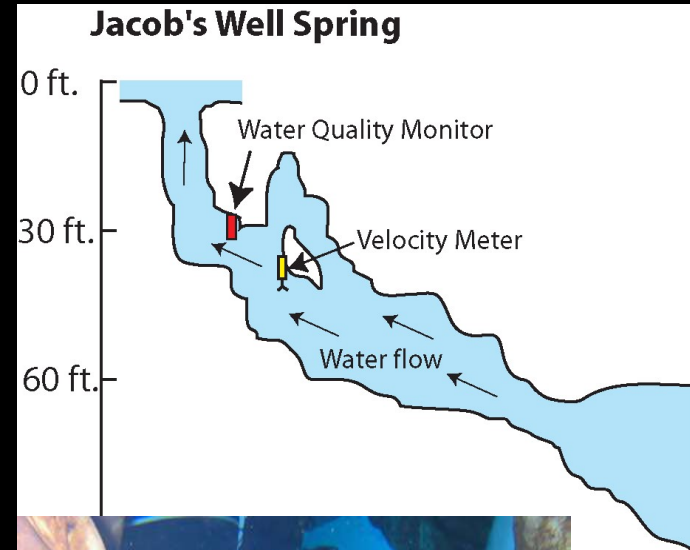 Jacob's Well Spring
0 ft.
Water Quality Monitor
30 ft.
Velocity Meter
Water flow
60 ft.